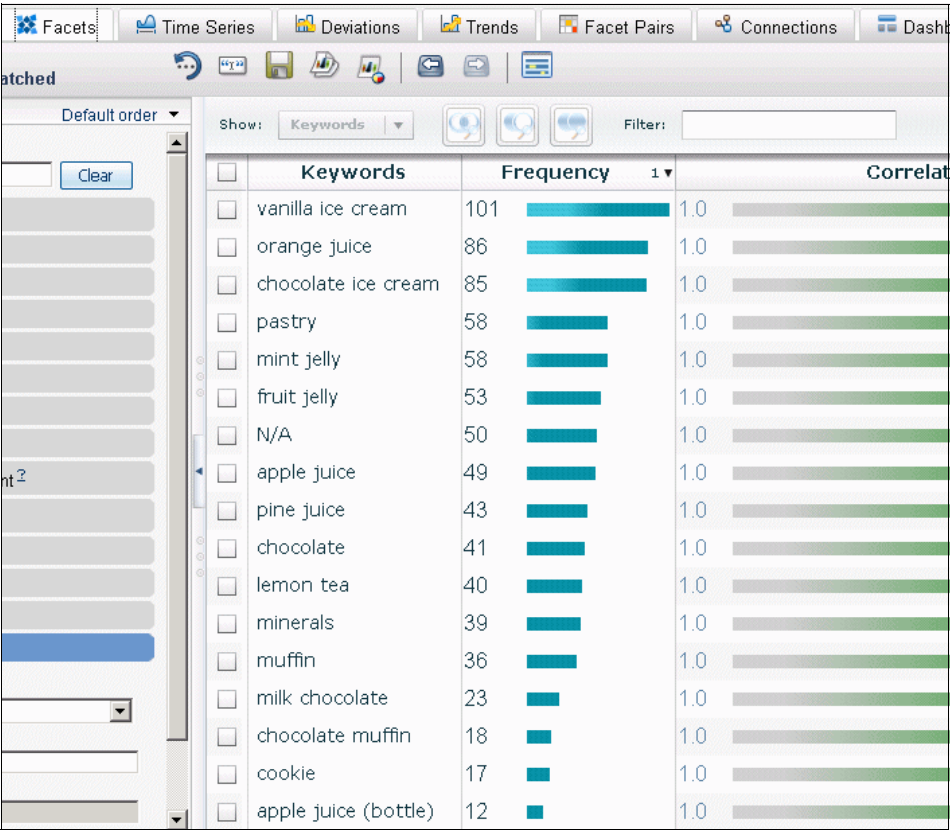 Facets Time Series Deviations Trends Facet Pairs Connections Dashb
atched
Default order
Show: Keywords Filter:
Clear
Keywords Frequency 1 Correlat
vanilla ice cream 101 1.0
orange juice 86 1.0
chocolate ice cream 85 1.0
pastry 58 1.0
mint jelly 58 1.0
fruit jelly 53 1.0
N/A 50 1.0
apple juice 49 1.0
nt ?
pine juice 43 1.0
chocolate 41 1.0
lemon tea 40 1.0
minerals 39 1.0
muffin 36 1.0
milk chocolate 23 1.0
chocolate muffin 18 1.0
cookie 17 1.0
apple juice (bottle) 12 1.0